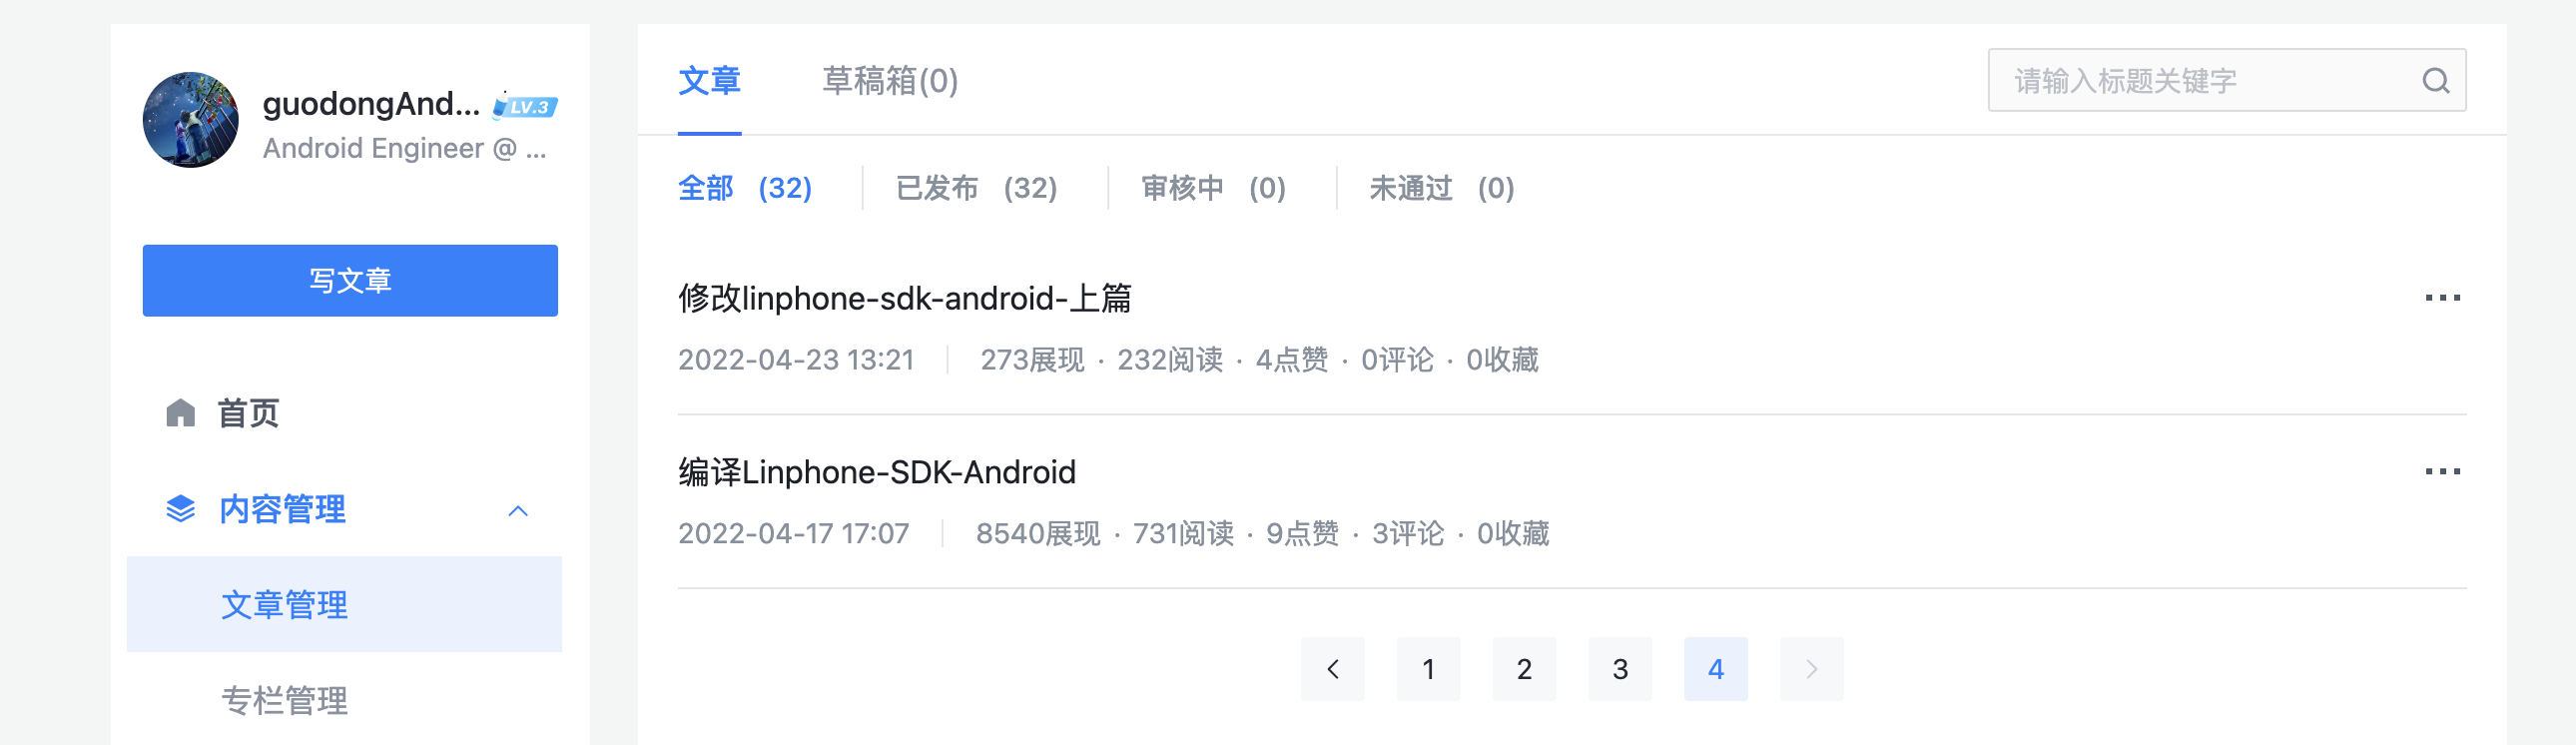 guodongAnd... LV.3
Android Engineer @ ...
写文章
首页
内容管理
文章管理
专栏管理
文章 草稿箱(0) 请输入标题关键字
全部 (32) 已发布 (32) 审核中 (0) 未通过 (0)
修改linphone-sdk-android-上篇
2022-04-23 13:21 273展现 · 232阅读 · 4点赞 · 0评论 · 0收藏
编译Linphone-SDK-Android
2022-04-17 17:07 8540展现 · 731阅读 · 9点赞 · 3评论 · 0收藏
1 2 3 4